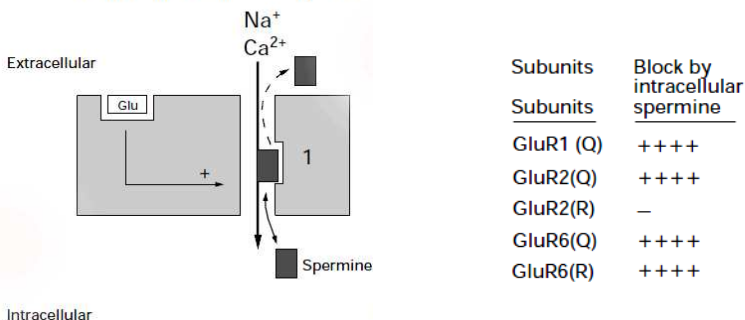 Na⁺
Ca²⁺
Extracellular
Glu
+
1
Spermine
Intracellular
Subunits Block by
intracellular
Subunits spermine
GluR1 (Q) ++++
GluR2(Q) ++++
GluR2(R) –
GluR6(Q) ++++
GluR6(R) ++++